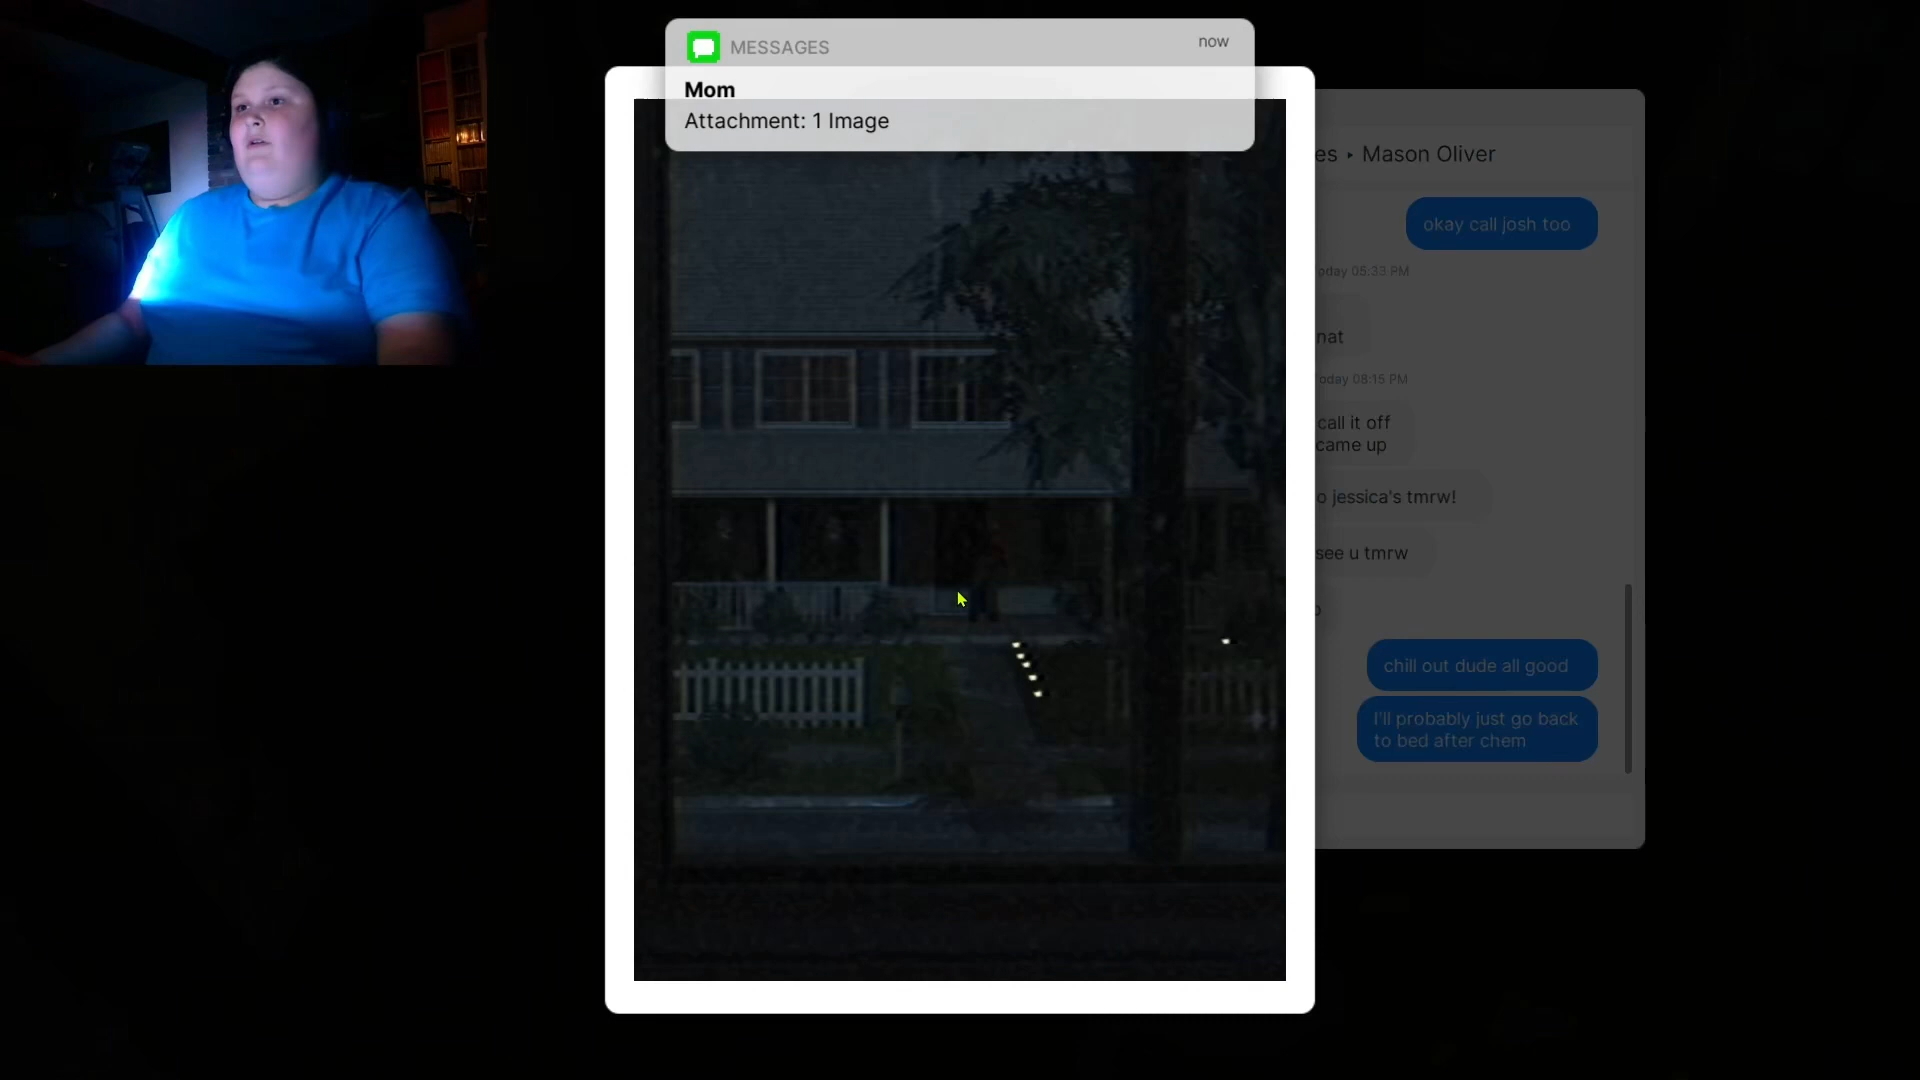 MESSAGES
now
Mom
Attachment: 1 Image
es ▸ Mason Oliver
okay call josh too
oday 05:33 PM
nat
oday 08:15 PM
call it off
came up
o jessica's tmrw!
see u tmrw
chill out dude all good
I'll probably just go back
to bed after chem